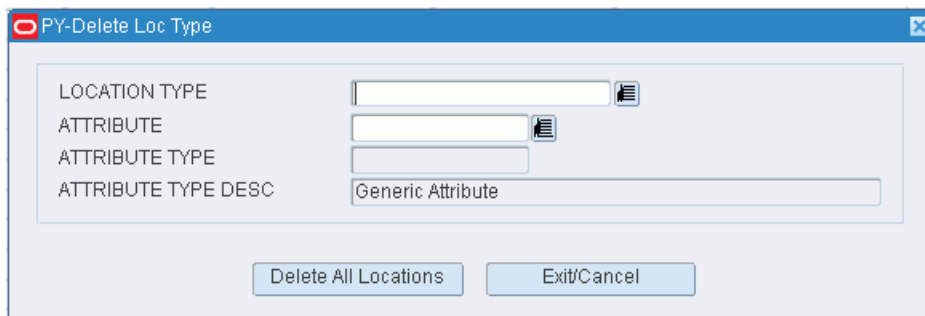 PY-Delete Loc Type
LOCATION TYPE
ATTRIBUTE
ATTRIBUTE TYPE
ATTRIBUTE TYPE DESC Generic Attribute
Delete All Locations Exit/Cancel